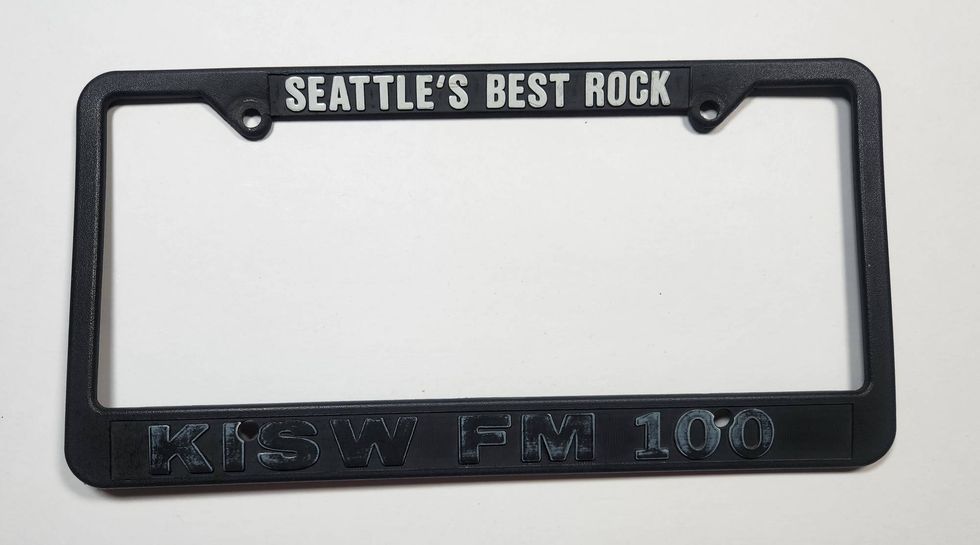 SEATTLE'S BEST ROCK
KISW FM 100